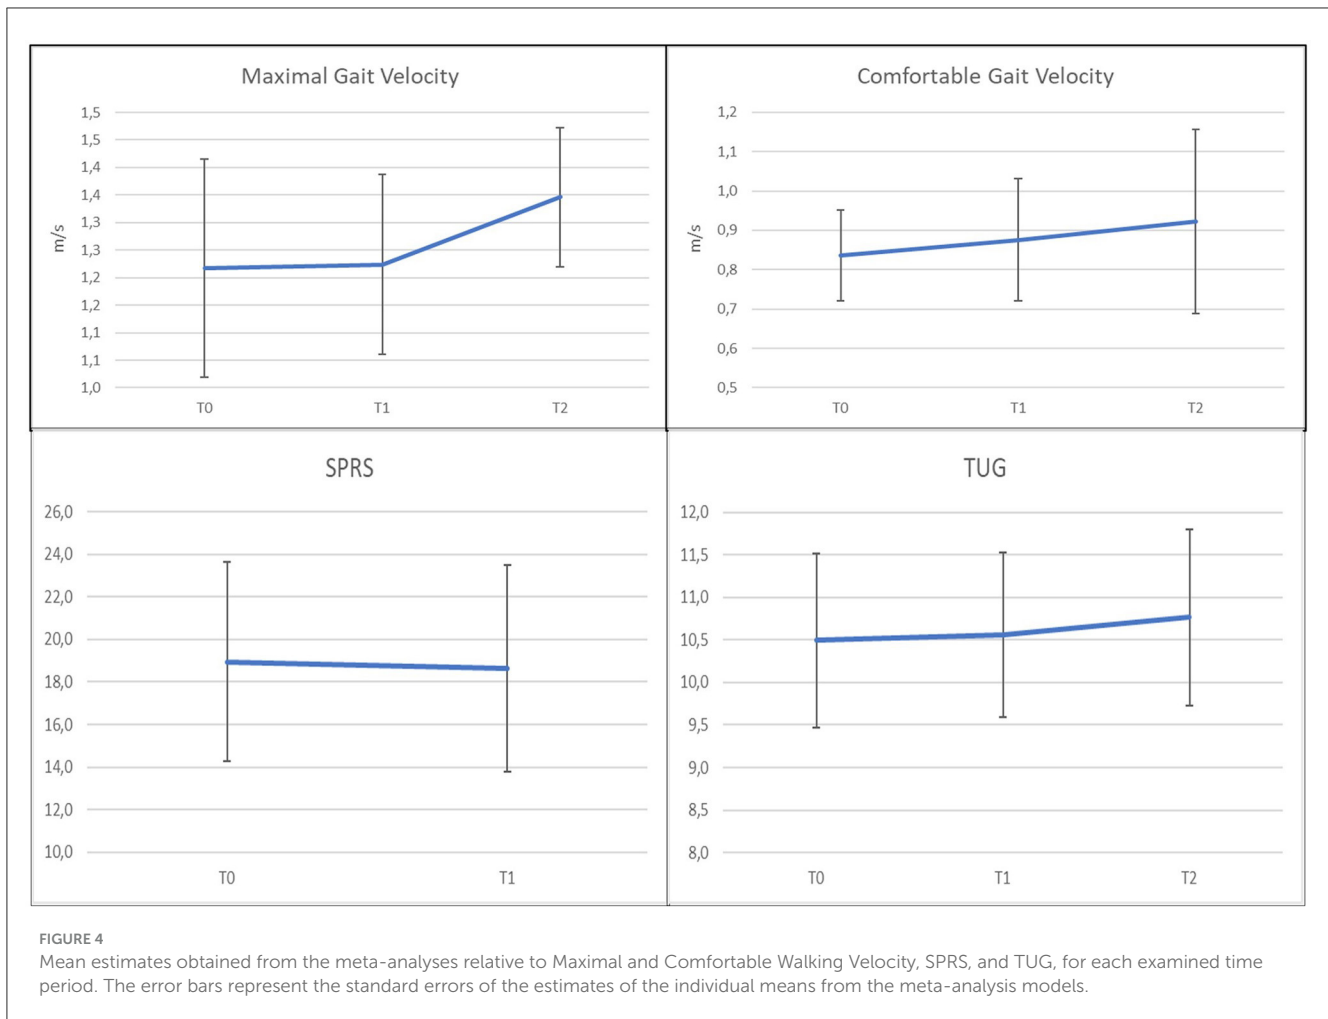 Maximal Gait Velocity
1,5
1,5
1,4
1,4
1,3
1,3
1,2
1,2
1,1
1,1
1,0
m/s
T0 T1 T2
Comfortable Gait Velocity
1,2
1,1
1,0
0,9
0,8
0,7
0,6
0,5
m/s
T0 T1 T2
SPRS
26,0
24,0
22,0
20,0
18,0
16,0
14,0
12,0
10,0
T0 T1
TUG
12,0
11,5
11,0
10,5
10,0
9,5
9,0
8,5
8,0
T0 T1 T2
FIGURE 4
Mean estimates obtained from the meta-analyses relative to Maximal and Comfortable Walking Velocity, SPRS, and TUG, for each examined time
period. The error bars represent the standard errors of the estimates of the individual means from the meta-analysis models.